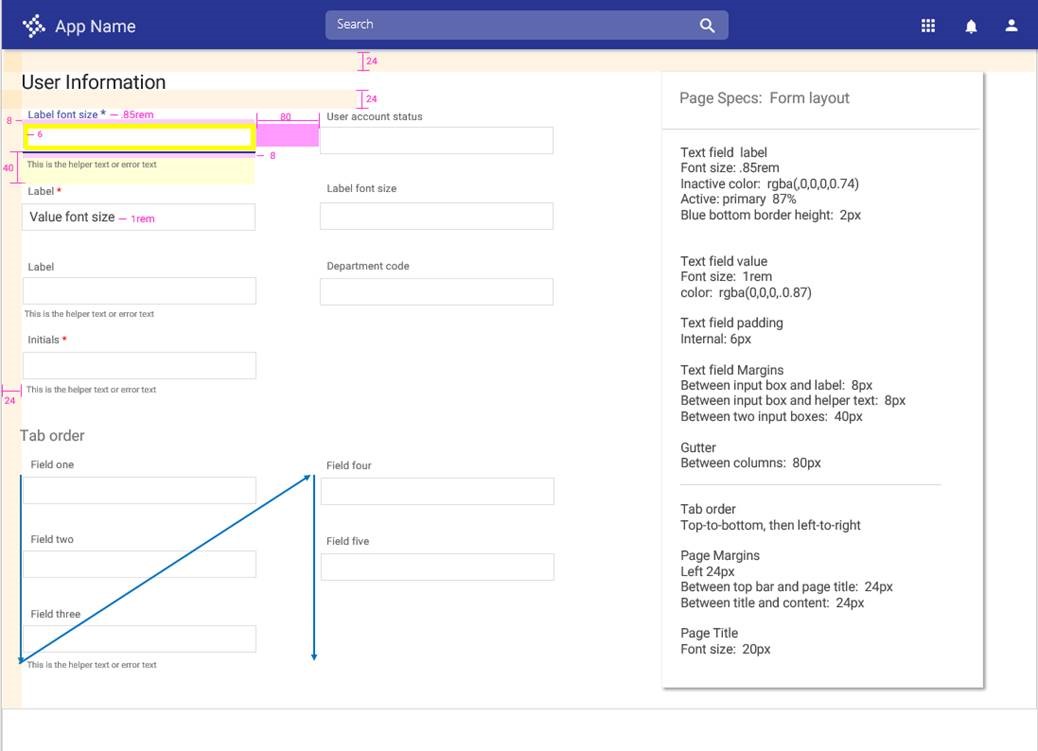 App Name
Search
24
User Information
24
Label font size * — .85rem
80
User account status
8 —
— 6
— 8
This is the helper text or error text
40
Label *
Label font size
Value font size — 1rem
Label
Department code
This is the helper text or error text
Initials *
This is the helper text or error text
24
Tab order
Field one
Field four
Field two
Field five
Field three
This is the helper text or error text
Page Specs: Form layout
Text field label
Font size: .85rem
Inactive color: rgba(,0,0,0,0.74)
Active: primary 87%
Blue bottom border height: 2px
Text field value
Font size: 1rem
color: rgba(0,0,0,.0.87)
Text field padding
Internal: 6px
Text field Margins
Between input box and label: 8px
Between input box and helper text: 8px
Between two input boxes: 40px
Gutter
Between columns: 80px
Tab order
Top-to-bottom, then left-to-right
Page Margins
Left 24px
Between top bar and page title: 24px
Between title and content: 24px
Page Title
Font size: 20px